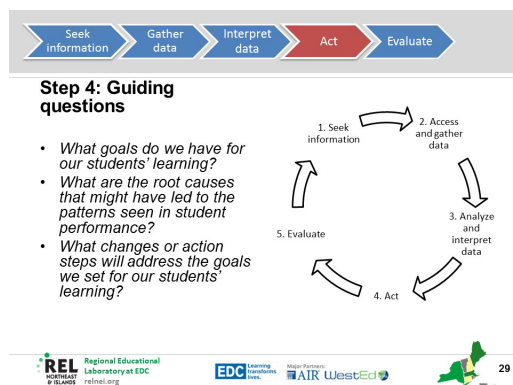 Seek
information
Gather
data
Interpret
data
Act
Evaluate
Step 4: Guiding
questions
• What goals do we have for
our students' learning?
• What are the root causes
that might have led to the
patterns seen in student
performance?
• What changes or action
steps will address the goals
we set for our students'
learning?
1. Seek
information
2. Access
and gather
data
3. Analyze
and
interpret
data
4. Act
5. Evaluate
REL
NORTHEAST
& ISLANDS
Regional Educational
Laboratory at EDC
relnei.org
EDC
Learning
transforms
lives.
Major Partners:
AIR WestEd
29